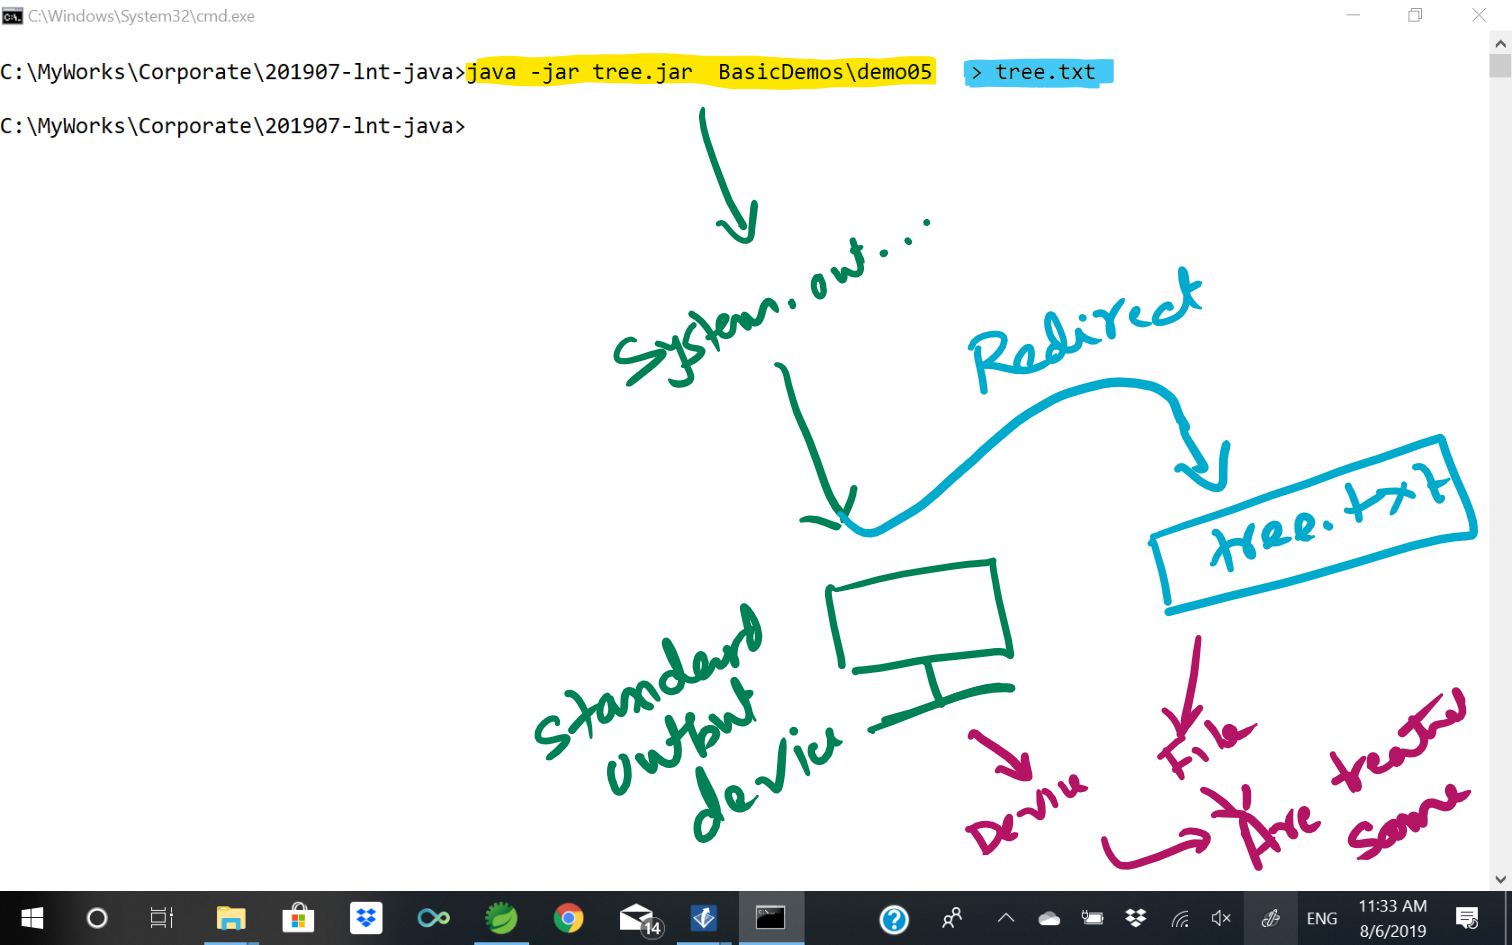 C:\Windows\System32\cmd.exe
C:\MyWorks\Corporate\201907-lnt-java>java -jar tree.jar  BasicDemos\demo05  > tree.txt
C:\MyWorks\Corporate\201907-lnt-java>
System.out...
Redirect
tree.txt
standard
output
device
Device
File
Are treated
same
14
ENG
11:33 AM
8/6/2019